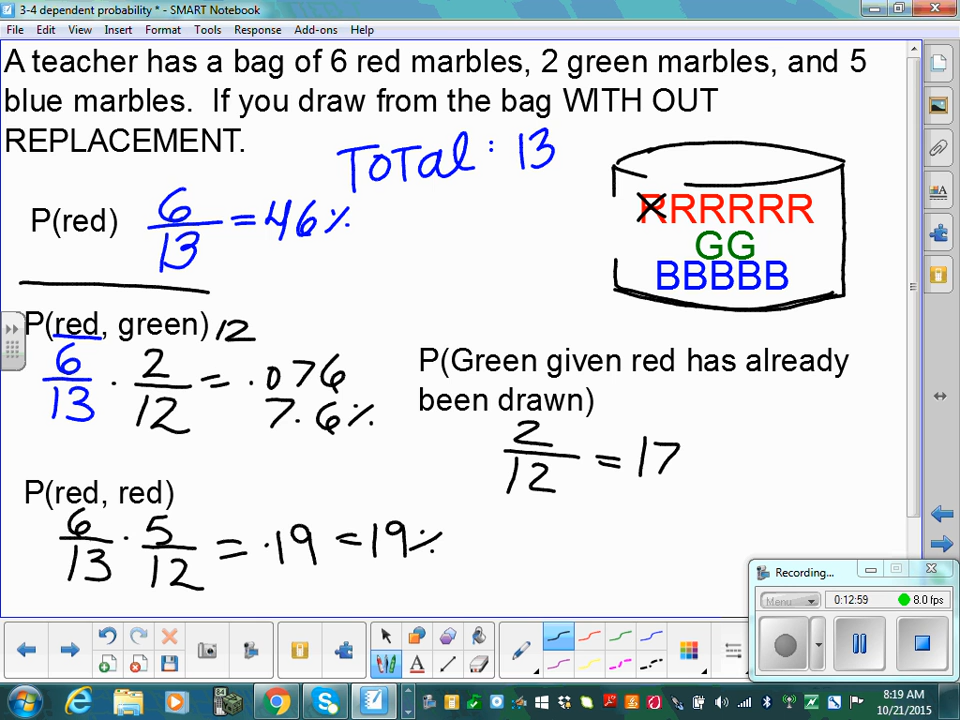 3-4 dependent probability * - SMART Notebook
File Edit View Insert Format Tools Response Add-ons Help
A teacher has a bag of 6 red marbles, 2 green marbles, and 5
blue marbles. If you draw from the bag WITH OUT
REPLACEMENT.
TOTAL : 13
P(red) 6/13 = 46%
RRRRRRR
GG
BBBBB
P(red, green) 12
6/13 · 2/12 = .076
7.6%
P(Green given red has already
been drawn)
2/12 = 17
P(red, red)
6/13 · 5/12 = .19 = 19%
Recording...
Menu 0:12:59 8.0 fps
8:19 AM
10/21/2015